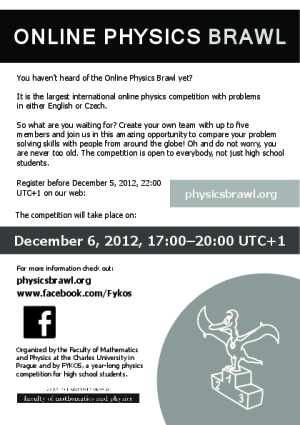 ONLINE PHYSICS BRAWL
You haven't heard of the Online Physics Brawl yet?
It is the largest international online physics competition with problems
in either English or Czech.
So what are you waiting for? Create your own team with up to five
members and join us in this amazing opportunity to compare your problem
solving skills with people from around the globe! Oh and do not worry, you
are never too old. The competition is open to everybody, not just high school
students.
Register before December 5, 2012, 22:00
UTC+1 on our web:
physicsbrawl.org
The competition will take place on:
December 6, 2012, 17:00–20:00 UTC+1
For more information check out:
physicsbrawl.org
www.facebook.com/Fykos
f
Organized by the Faculty of Mathematics
and Physics at the Charles University in
Prague and by FYKOS, a year-long physics
competition for high school students.
faculty of mathematics and physics
2 1 3